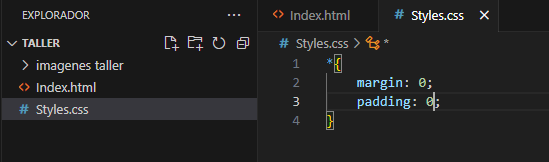 EXPLORADOR
TALLER
imagenes taller
Index.html
Styles.css
Index.html
Styles.css
Styles.css > *
1 *{
2 margin: 0;
3 padding: 0;
4 }